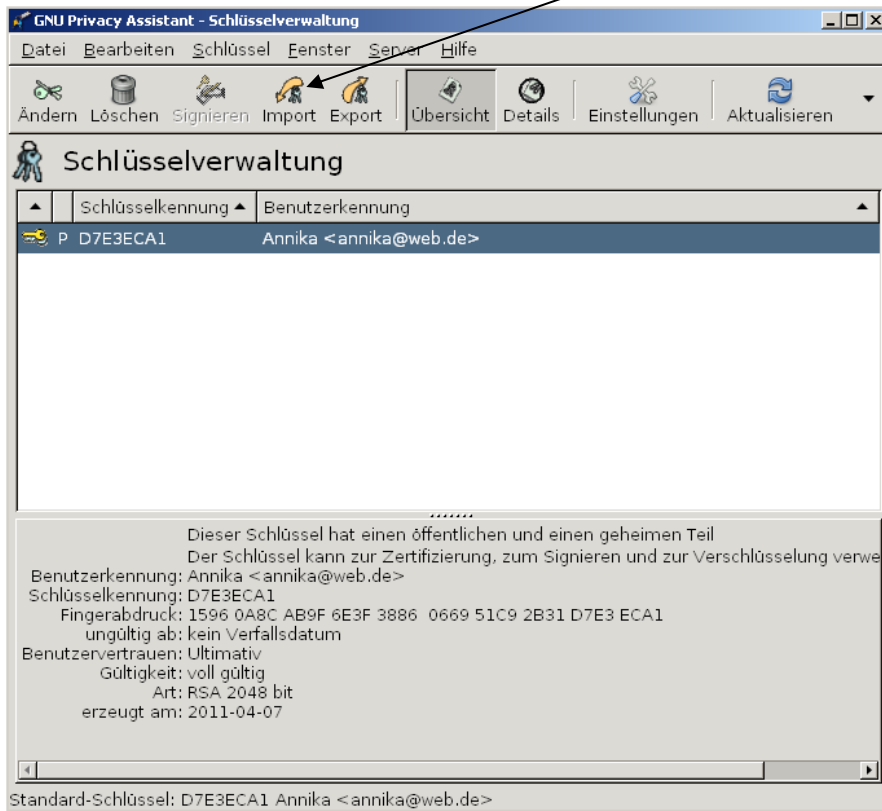 GNU Privacy Assistant - Schlüsselverwaltung
Datei Bearbeiten Schlüssel Fenster Server Hilfe
Ändern Löschen Signieren Import Export Übersicht Details Einstellungen Aktualisieren
Schlüsselverwaltung
Schlüsselkennung Benutzerkennung
P D7E3ECA1 Annika <annika@web.de>
Dieser Schlüssel hat einen öffentlichen und einen geheimen Teil
Der Schlüssel kann zur Zertifizierung, zum Signieren und zur Verschlüsselung verwe
Benutzerkennung: Annika <annika@web.de>
Schlüsselkennung: D7E3ECA1
Fingerabdruck: 1596 0A8C AB9F 6E3F 3886 0669 51C9 2B31 D7E3 ECA1
ungültig ab: kein Verfallsdatum
Benutzervertrauen: Ultimativ
Gültigkeit: voll gültig
Art: RSA 2048 bit
erzeugt am: 2011-04-07
Standard-Schlüssel: D7E3ECA1 Annika <annika@web.de>